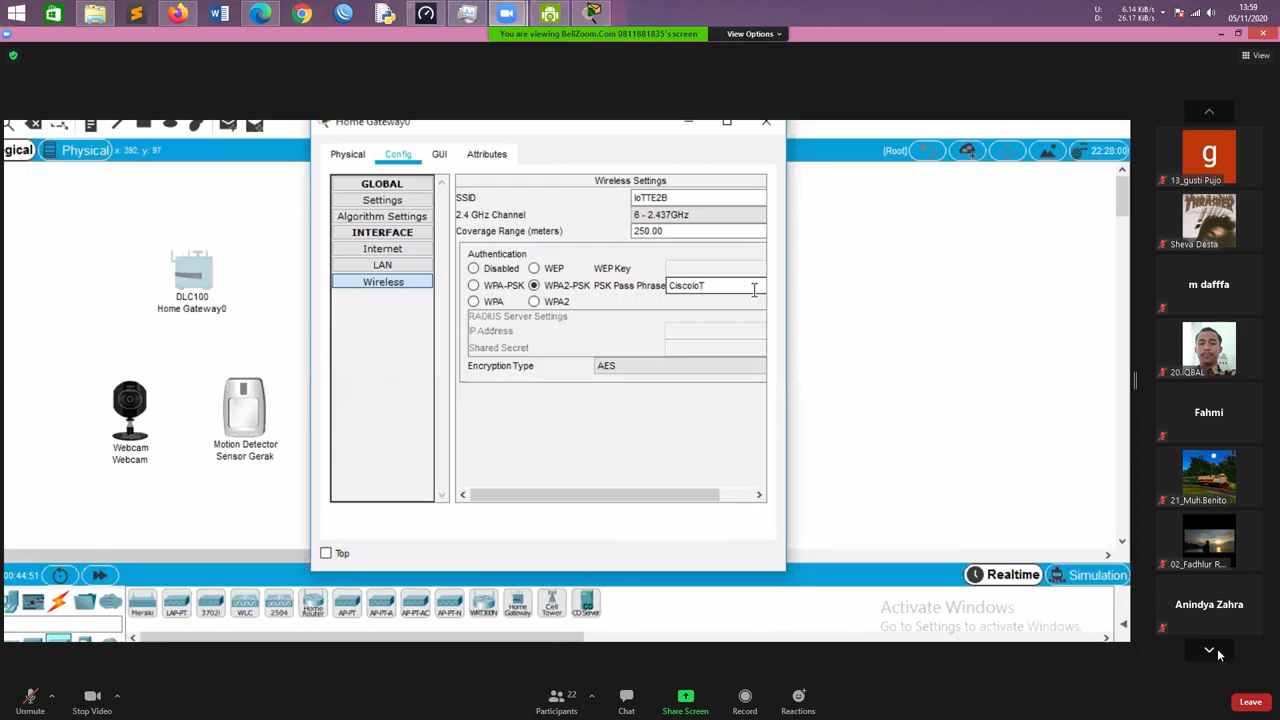 U: 6.14 KiB/s
D: 26.17 KiB/s
13:59
05/11/2020
You are viewing BeliZoom.Com 0811881835's screen
View Options
View
Home Gateway0
gical
Physical
x: 392, y: 97
[Root]
22:28:00
Physical
Config
GUI
Attributes
GLOBAL
Settings
Algorithm Settings
INTERFACE
Internet
LAN
Wireless
Wireless Settings
SSID
IoTTE2B
2.4 GHz Channel
6 - 2.437GHz
Coverage Range (meters)
250.00
Authentication
Disabled
WEP
WEP Key
WPA-PSK
WPA2-PSK
PSK Pass Phrase
CiscoIoT
WPA
WPA2
RADIUS Server Settings
IP Address
Shared Secret
Encryption Type
AES
Top
DLC100
Home Gateway0
Webcam
Webcam
Motion Detector
Sensor Gerak
g
13_gusti Pujo
THRASHER
Sheva Desta
m dafffa
20.IQBAL
Fahmi
21_Muh.Benito
02_Fadhlur R...
Anindya Zahra
00:44:51
Realtime
Simulation
Meraki
LAP-PT
3702i
WLC
2504
Home
Router
AP-PT
AP-PT-A
AP-PT-AC
AP-PT-N
WRT300N
Home
Gateway
Cell
Tower
CO Server
Activate Windows
Go to Settings to activate Windows.
Unmute
Stop Video
22
Participants
Chat
Share Screen
Record
Reactions
Leave